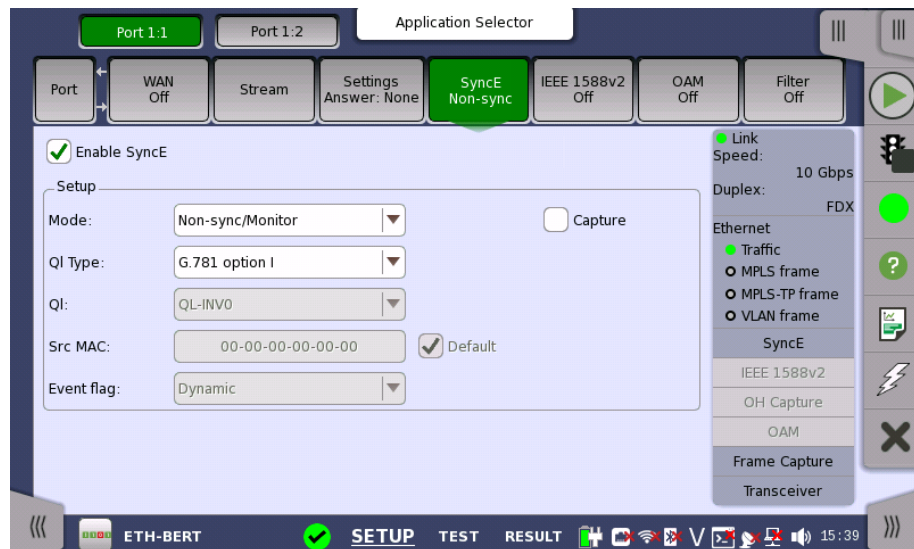 Port 1:1
Port 1:2
Application Selector
Port
WAN
Off
Stream
Settings
Answer: None
SyncE
Non-sync
IEEE 1588v2
Off
OAM
Off
Filter
Off
Enable SyncE
Setup
Mode:
Non-sync/Monitor
Capture
Ql Type:
G.781 option I
Ql:
QL-INV0
Src MAC:
00-00-00-00-00-00
Default
Event flag:
Dynamic
Link
Speed:
10 Gbps
Duplex:
FDX
Ethernet
Traffic
MPLS frame
MPLS-TP frame
VLAN frame
SyncE
IEEE 1588v2
OH Capture
OAM
Frame Capture
Transceiver
ETH-BERT
SETUP
TEST
RESULT
V
15:39